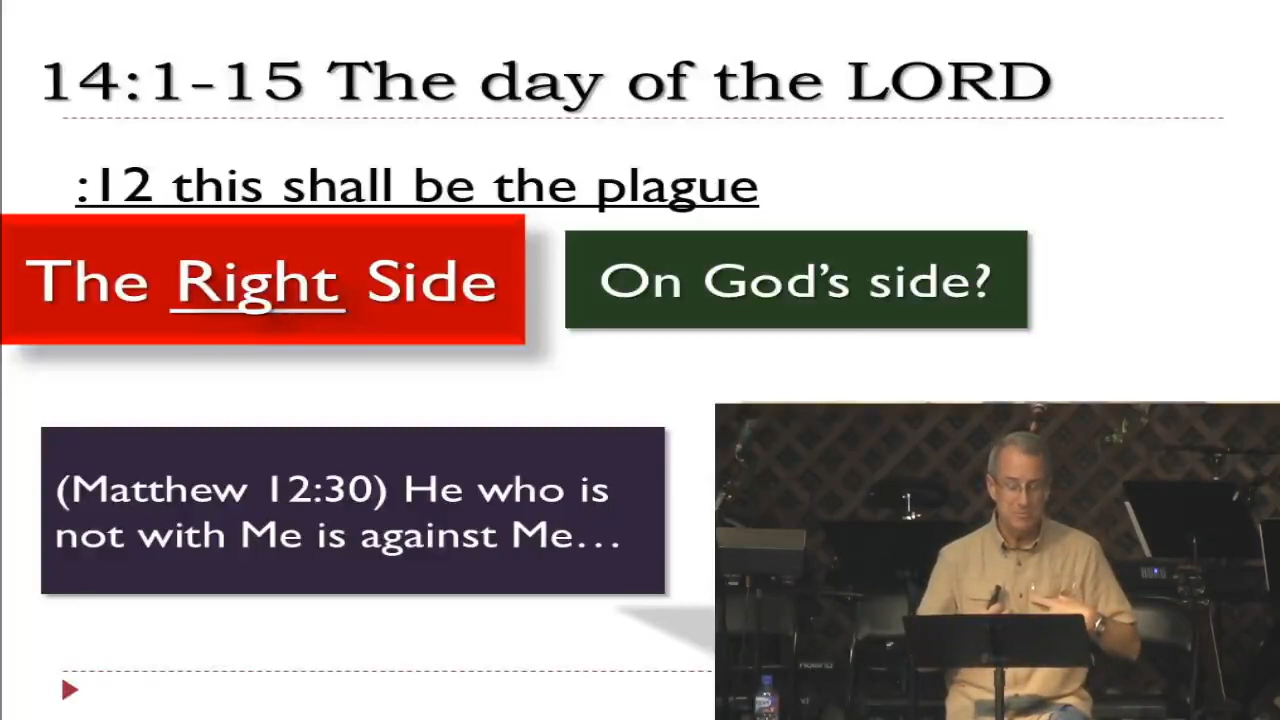 14:1-15 The day of the LORD
:12 this shall be the plague
The Right Side
On God's side?
(Matthew 12:30) He who is
not with Me is against Me…
Roland